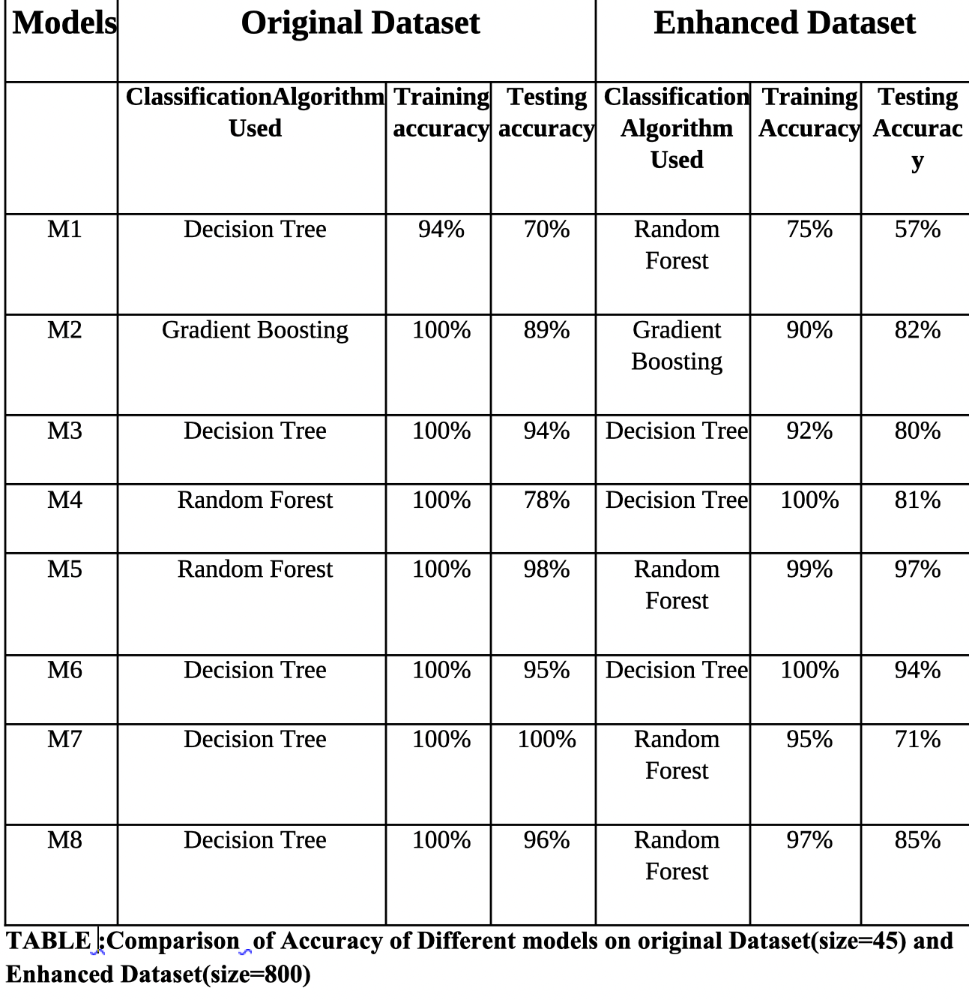 Models Original Dataset Enhanced Dataset
ClassificationAlgorithm Training Testing Classification Training Testing
Used accuracy accuracy Algorithm Accuracy Accurac
Used y
M1 Decision Tree 94% 70% Random 75% 57%
Forest
M2 Gradient Boosting 100% 89% Gradient 90% 82%
Boosting
M3 Decision Tree 100% 94% Decision Tree 92% 80%
M4 Random Forest 100% 78% Decision Tree 100% 81%
M5 Random Forest 100% 98% Random 99% 97%
Forest
M6 Decision Tree 100% 95% Decision Tree 100% 94%
M7 Decision Tree 100% 100% Random 95% 71%
Forest
M8 Decision Tree 100% 96% Random 97% 85%
Forest
TABLE :Comparison of Accuracy of Different models on original Dataset(size=45) and
Enhanced Dataset(size=800)